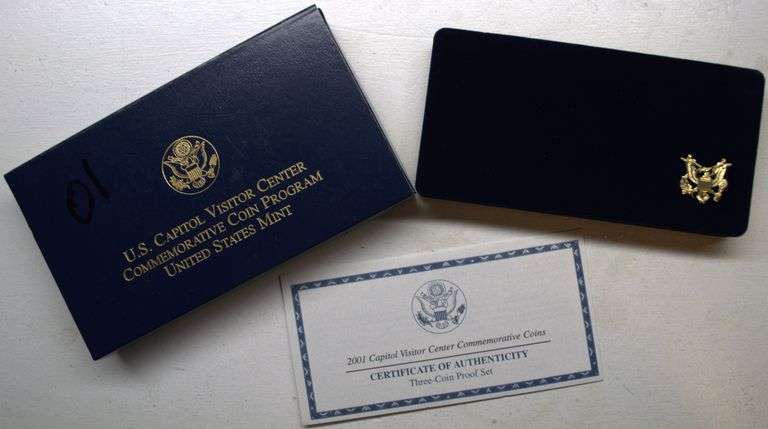 01
U.S. CAPITOL VISITOR CENTER
COMMEMORATIVE COIN PROGRAM
UNITED STATES MINT
2001 Capitol Visitor Center Commemorative Coins
CERTIFICATE OF AUTHENTICITY
Three-Coin Proof Set